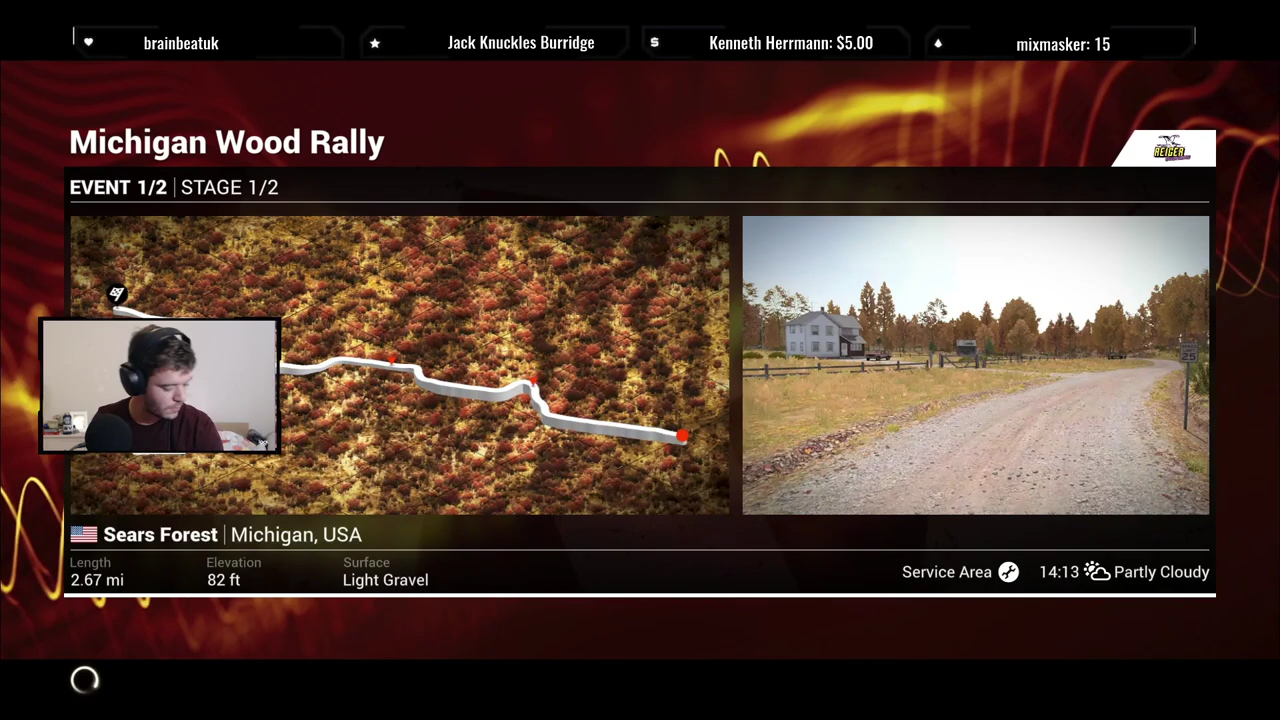 brainbeatuk
Jack Knuckles Burridge
Kenneth Herrmann: $5.00
mixmasker: 15
Michigan Wood Rally
REIGER
EVENT 1/2 | STAGE 1/2
25
Sears Forest | Michigan, USA
Length
Elevation
Surface
2.67 mi
82 ft
Light Gravel
Service Area
14:13
Partly Cloudy